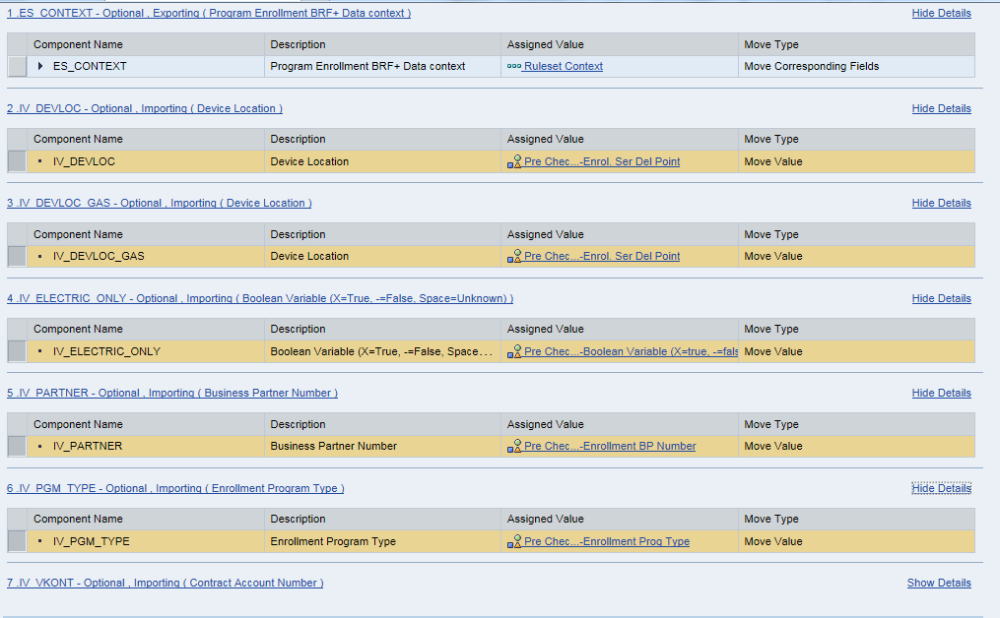 1 .ES_CONTEXT - Optional , Exporting ( Program Enrollment BRF+ Data context ) Hide Details
Component Name Description Assigned Value Move Type
ES_CONTEXT Program Enrollment BRF+ Data context Ruleset Context Move Corresponding Fields
2 .IV_DEVLOC - Optional , Importing ( Device Location ) Hide Details
Component Name Description Assigned Value Move Type
IV_DEVLOC Device Location Pre Chec...-Enrol. Ser Del Point Move Value
3 .IV_DEVLOC_GAS - Optional , Importing ( Device Location ) Hide Details
Component Name Description Assigned Value Move Type
IV_DEVLOC_GAS Device Location Pre Chec...-Enrol. Ser Del Point Move Value
4 .IV_ELECTRIC_ONLY - Optional , Importing ( Boolean Variable (X=True, -=False, Space=Unknown) ) Hide Details
Component Name Description Assigned Value Move Type
IV_ELECTRIC_ONLY Boolean Variable (X=True, -=False, Space... Pre Chec...-Boolean Variable (X=true, -=fals Move Value
5 .IV_PARTNER - Optional , Importing ( Business Partner Number ) Hide Details
Component Name Description Assigned Value Move Type
IV_PARTNER Business Partner Number Pre Chec...-Enrollment BP Number Move Value
6 .IV_PGM_TYPE - Optional , Importing ( Enrollment Program Type ) Hide Details
Component Name Description Assigned Value Move Type
IV_PGM_TYPE Enrollment Program Type Pre Chec...-Enrollment Prog Type Move Value
7 .IV_VKONT - Optional , Importing ( Contract Account Number ) Show Details